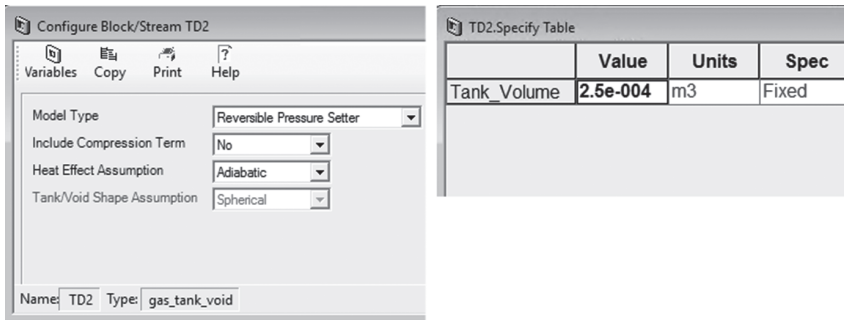 Configure Block/Stream TD2
Variables Copy Print Help
Model Type Reversible Pressure Setter
Include Compression Term No
Heat Effect Assumption Adiabatic
Tank/Void Shape Assumption Spherical
Name: TD2 Type: gas_tank_void
TD2.Specify Table
Value Units Spec
Tank_Volume 2.5e-004 m3 Fixed